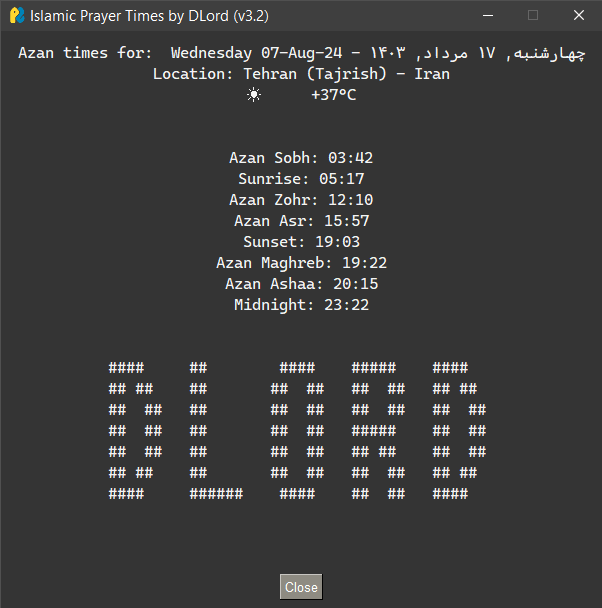 Islamic Prayer Times by DLord (v3.2)
Azan times for:  Wednesday 07-Aug-24 - چهارشنبه, ۱۷ مرداد, ۱۴۰۳
Location: Tehran (Tajrish) - Iran
☀ +37°C
Azan Sobh: 03:42
Sunrise: 05:17
Azan Zohr: 12:10
Azan Asr: 15:57
Sunset: 19:03
Azan Maghreb: 19:22
Azan Ashaa: 20:15
Midnight: 23:22
####     ##        ####    #####    ####
## ##    ##       ##  ##   ##  ##   ## ##
##  ##   ##       ##  ##   ##  ##   ##  ##
##  ##   ##       ##  ##   #####    ##  ##
##  ##   ##       ##  ##   ## ##    ##  ##
## ##    ##       ##  ##   ##  ##   ## ##
####     ######    ####    ##  ##   ####
Close